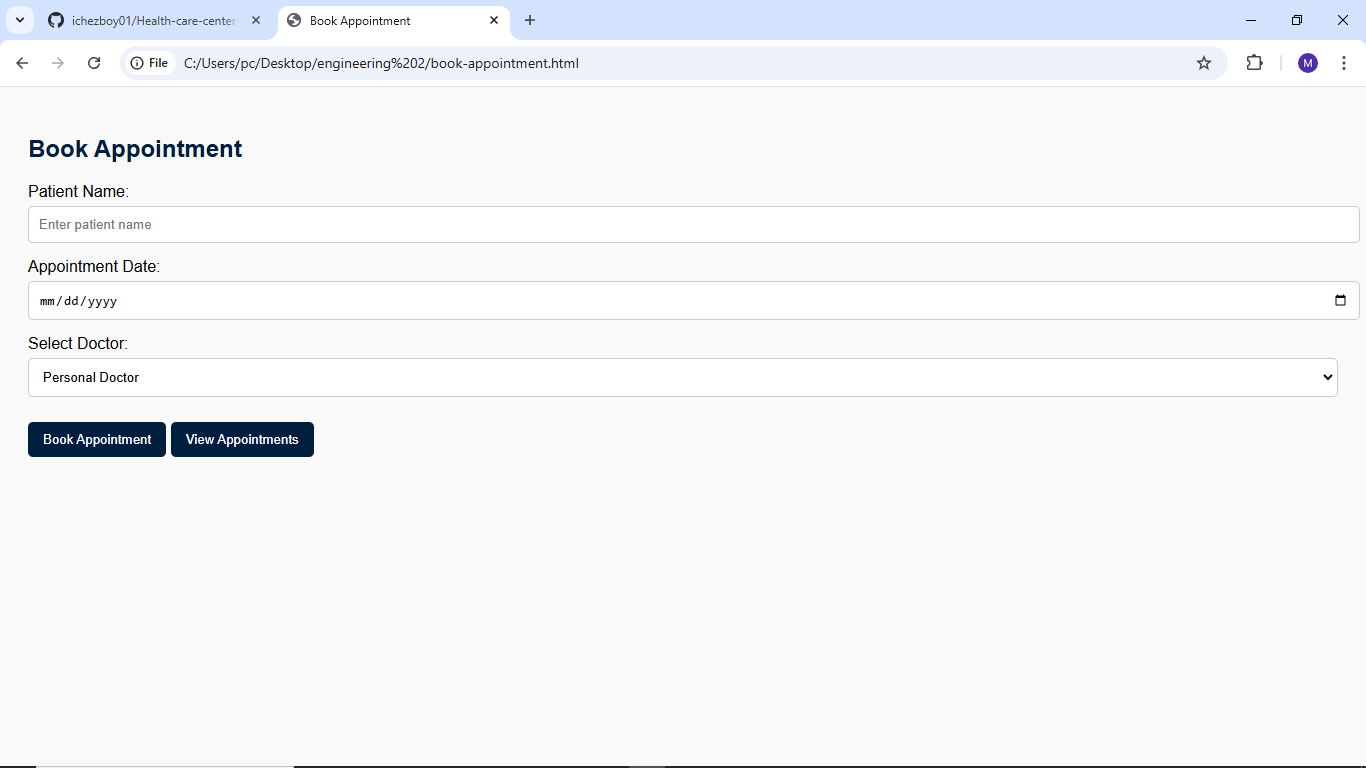 ichezboy01/Health-care-center-
Book Appointment
File
C:/Users/pc/Desktop/engineering%202/book-appointment.html
M
Book Appointment
Patient Name:
Enter patient name
Appointment Date:
mm/dd/yyyy
Select Doctor:
Personal Doctor
Book Appointment View Appointments